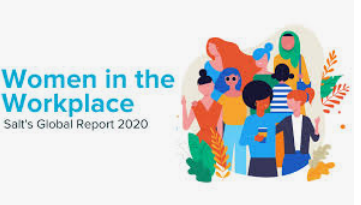 Women in the
Workplace
Salt's Global Report 2020